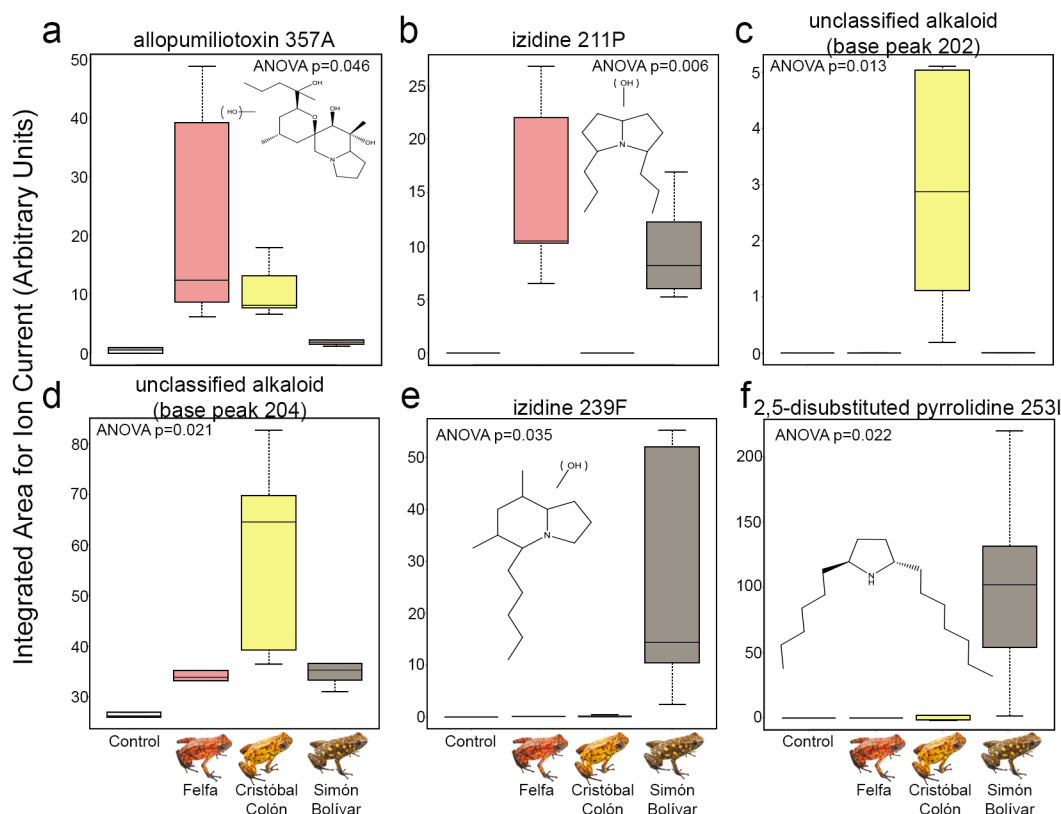 Integrated Area for Ion Current (Arbitrary Units)
a
allopumiliotoxin 357A
ANOVA p=0.046
50
40
30
20
10
0
OH
(HO)
O
OH
OH
N
b
izidine 211P
ANOVA p=0.006
(OH)
25
20
15
10
5
0
N
c
unclassified alkaloid
(base peak 202)
ANOVA p=0.013
5
4
3
2
1
0
d
unclassified alkaloid
(base peak 204)
ANOVA p=0.021
80
70
60
50
40
30
Control
Felfa
Cristóbal
Colón
Simón
Bolívar
e
izidine 239F
ANOVA p=0.035
(OH)
50
40
30
20
10
0
N
Control
Felfa
Cristóbal
Colón
Simón
Bolívar
f
2,5-disubstituted pyrrolidine 253I
ANOVA p=0.022
200
150
100
50
0
N
H
Control
Felfa
Cristóbal
Colón
Simón
Bolívar